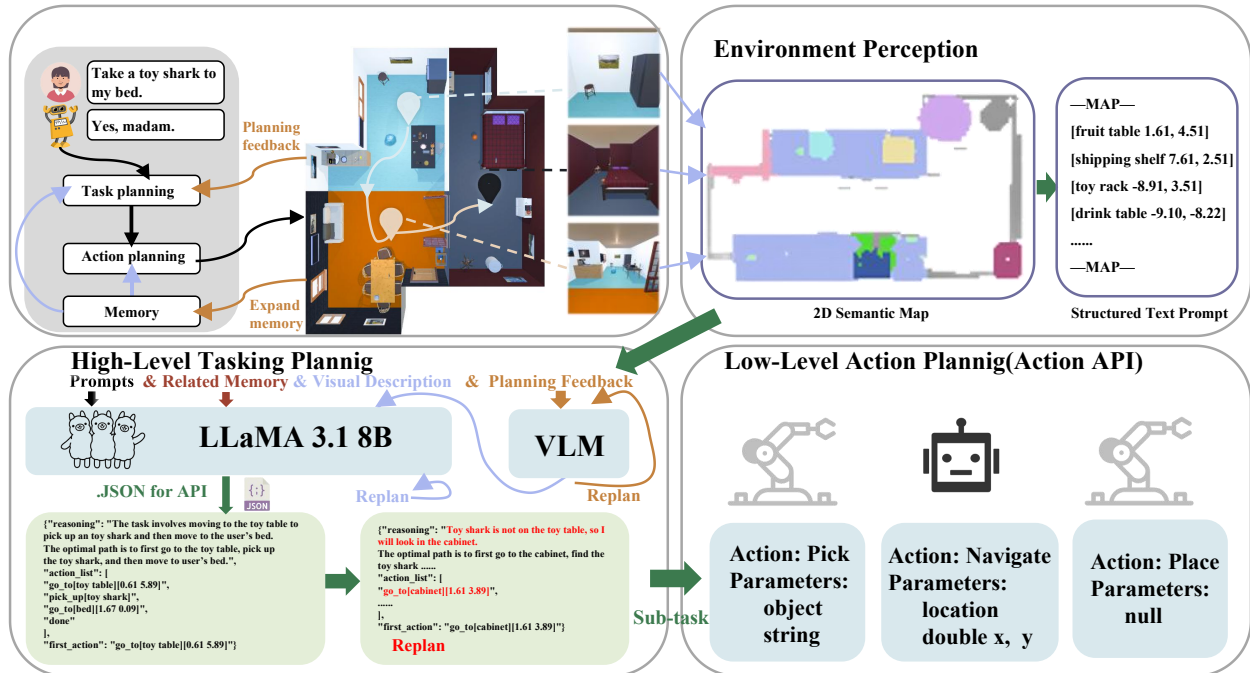 Take a toy shark to
my bed.
Yes, madam.
Planning
feedback
Task planning
Action planning
Memory
Expand
memory
Environment Perception
2D Semantic Map
—MAP—
[fruit table 1.61, 4.51]
[shipping shelf 7.61, 2.51]
[toy rack -8.91, 3.51]
[drink table -9.10, -8.22]
......
—MAP—
Structured Text Prompt
High-Level Tasking Plannig
Prompts & Related Memory & Visual Description & Planning Feedback
LLaMA 3.1 8B
VLM
Replan
Replan
.JSON for API
{:}
JSON
{"reasoning": "The task involves moving to the toy table to
pick up an toy shark and then move to the user's bed.
The optimal path is to first go to the toy table, pick up
the toy shark, and then move to user's bed.",
"action_list": [
"go_to[toy table][0.61 5.89]",
"pick_up[toy shark]",
"go_to[bed][1.67 0.09]",
"done"
],
"first_action": "go_to[toy table][0.61 5.89]"}
{"reasoning": "Toy shark is not on the toy table, so I
will look in the cabinet.
The optimal path is to first go to the cabinet, find the
toy shark ......
"action_list": [
"go_to[cabinet][1.61 3.89]",
......
],
"first_action": "go_to[cabinet][1.61 3.89]"}
Replan
Sub-task
Low-Level Action Plannig(Action API)
Action: Pick
Parameters:
object
string
Action: Navigate
Parameters:
location
double x, y
Action: Place
Parameters:
null